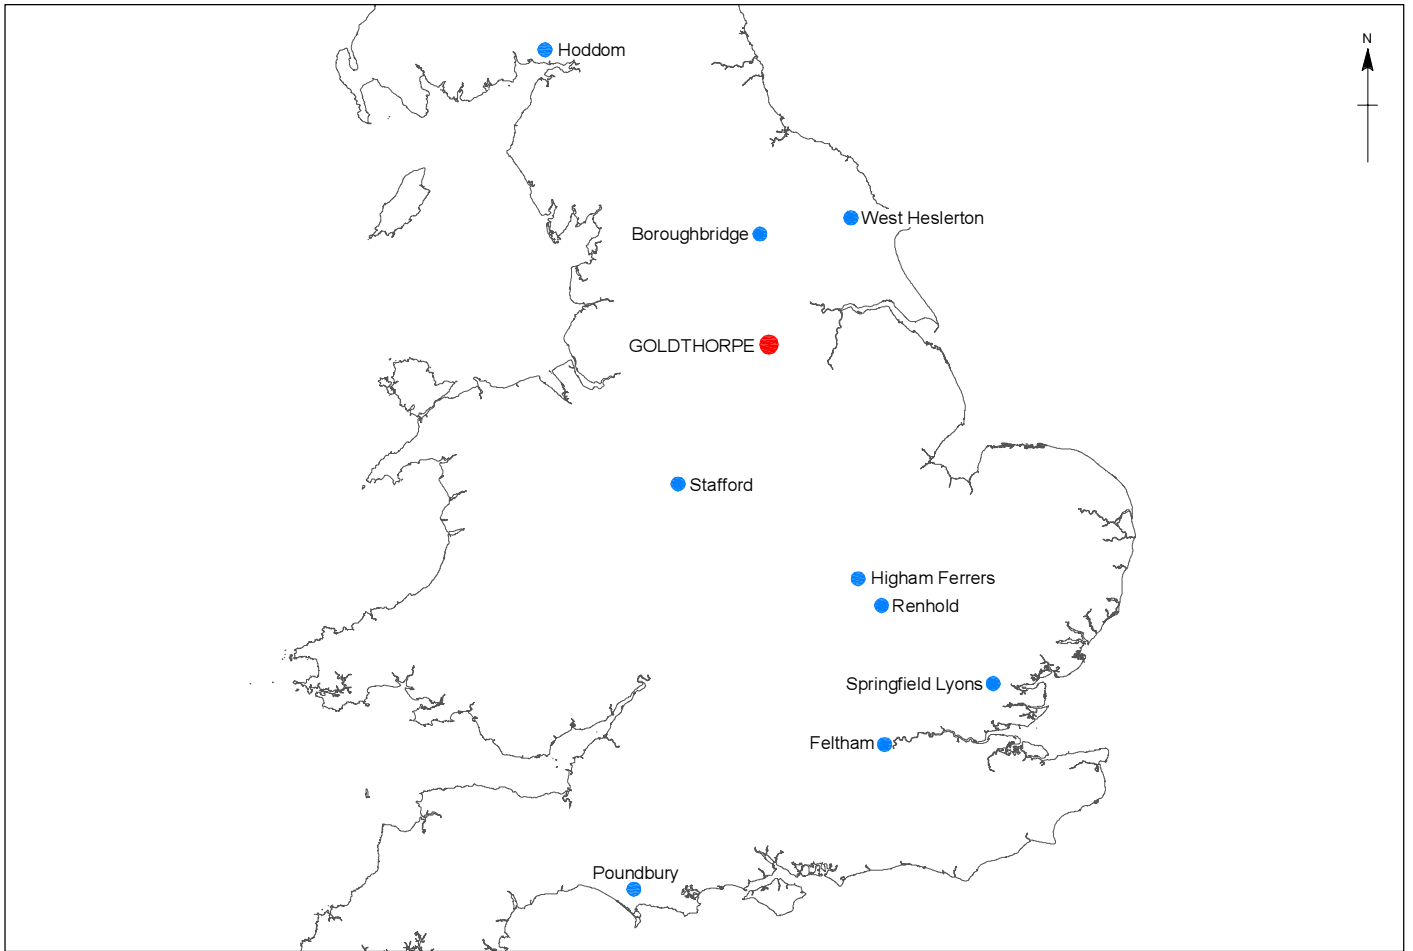 N
Hoddom
West Heslerton
Boroughbridge
GOLDTHORPE
Stafford
Higham Ferrers
Renhold
Springfield Lyons
Feltham
Poundbury